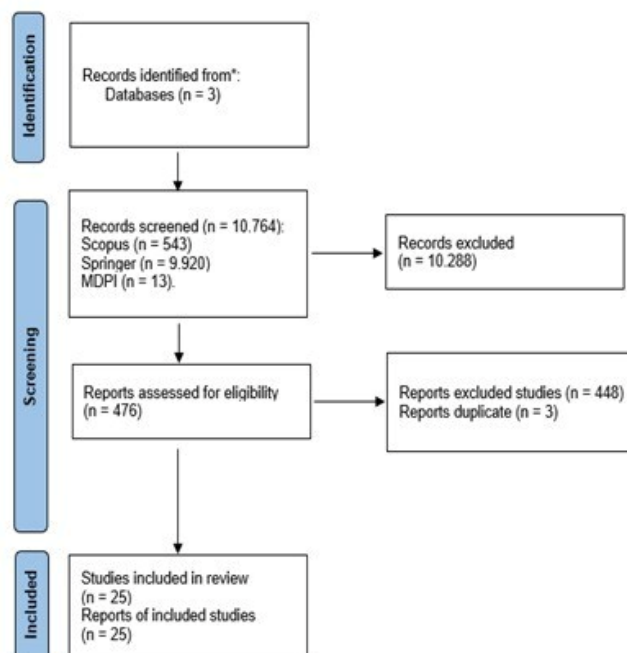 Identification
Records identified from*:
Databases (n = 3)
Screening
Records screened (n = 10.764):
Scopus (n = 543)
Springer (n = 9.920)
MDPI (n = 13).
Records excluded
(n = 10.288)
Reports assessed for eligibility
(n = 476)
Reports excluded studies (n = 448)
Reports duplicate (n = 3)
Included
Studies included in review
(n = 25)
Reports of included studies
(n = 25)